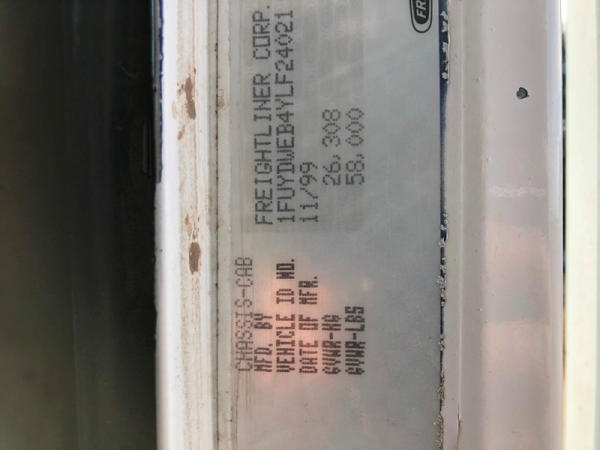 CHASSIS-CAB
MFD. BY FREIGHTLINER CORP.
VEHICLE ID NO. 1FUYDWEB4YLF24021
DATE OF MFR. 11/99
GVWR-KG 26,308
GVWR-LBS 58,000
FR